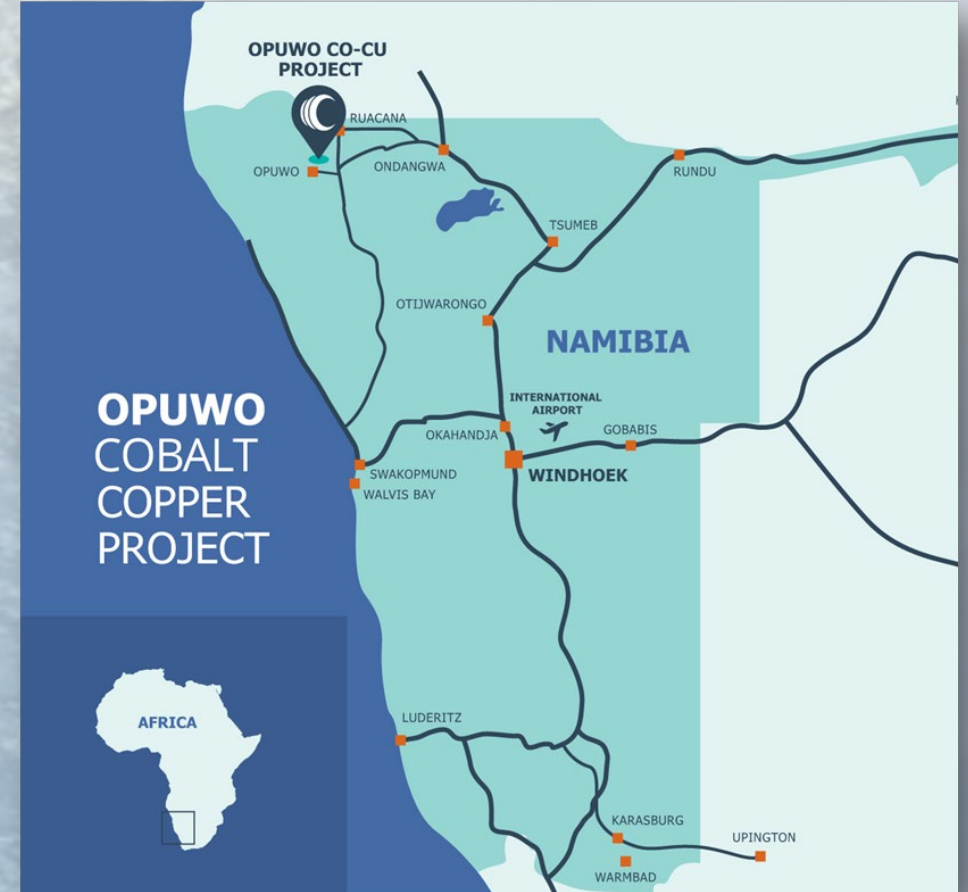 OPUWO CO-CU
PROJECT
RUACANA
OPUWO
ONDANGWA
RUNDU
TSUMEB
OTIJWARONGO
NAMIBIA
INTERNATIONAL
AIRPORT
OKAHANDJA
GOBABIS
WINDHOEK
SWAKOPMUND
WALVIS BAY
OPUWO
COBALT
COPPER
PROJECT
AFRICA
LUDERITZ
KARASBURG
UPINGTON
WARMBAD